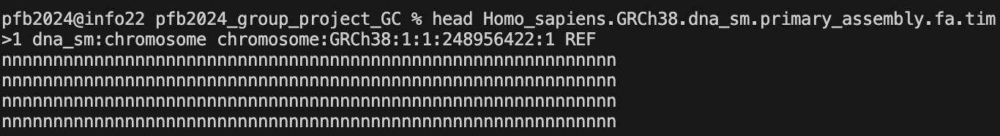 pfb2024@info22 pfb2024_group_project_GC % head Homo_sapiens.GRCh38.dna_sm.primary_assembly.fa.tim
>1 dna_sm:chromosome chromosome:GRCh38:1:1:248956422:1 REF
nnnnnnnnnnnnnnnnnnnnnnnnnnnnnnnnnnnnnnnnnnnnnnnnnnnnnnnnnnnn
nnnnnnnnnnnnnnnnnnnnnnnnnnnnnnnnnnnnnnnnnnnnnnnnnnnnnnnnnnnn
nnnnnnnnnnnnnnnnnnnnnnnnnnnnnnnnnnnnnnnnnnnnnnnnnnnnnnnnnnnn
nnnnnnnnnnnnnnnnnnnnnnnnnnnnnnnnnnnnnnnnnnnnnnnnnnnnnnnnnnnn